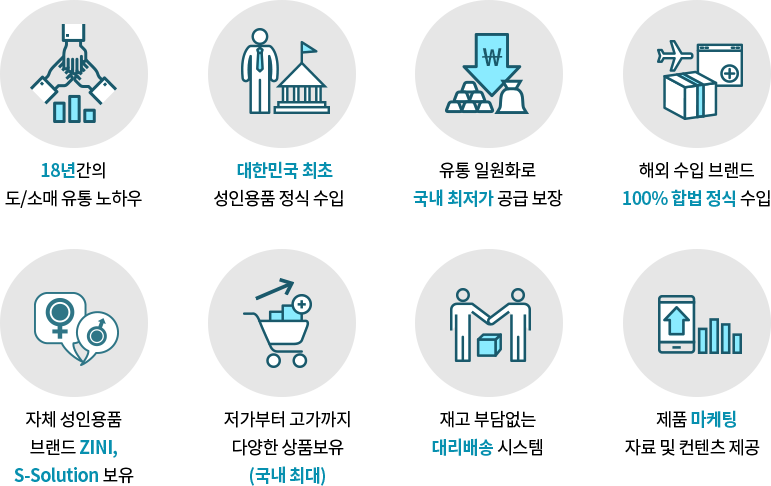 ₩
18년간의
도/소매 유통 노하우
대한민국 최초
성인용품 정식 수입
유통 일원화로
국내 최저가 공급 보장
해외 수입 브랜드
100% 합법 정식 수입
자체 성인용품
브랜드 ZINI,
S-Solution 보유
저가부터 고가까지
다양한 상품보유
(국내 최대)
재고 부담없는
대리배송 시스템
제품 마케팅
자료 및 컨텐츠 제공